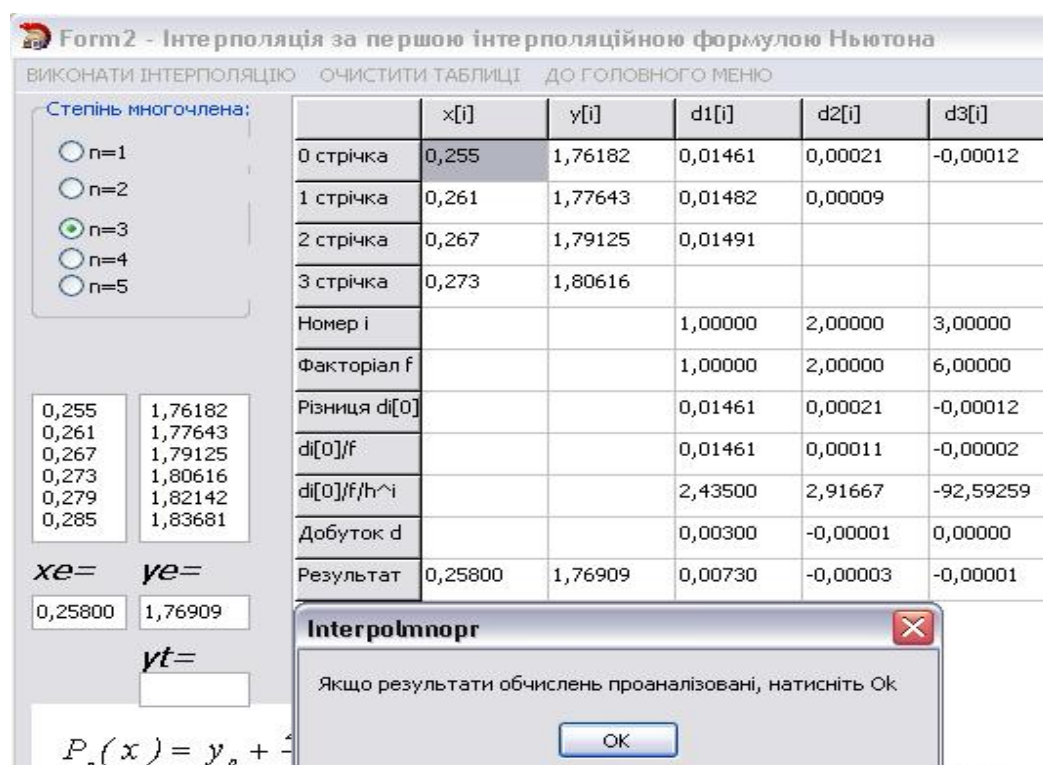 Form2 - Інтерполяція за першою інтерполяційною формулою Ньютона
ВИКОНАТИ ІНТЕРПОЛЯЦІЮ ОЧИСТИТИ ТАБЛИЦІ ДО ГОЛОВНОГО МЕНЮ
Степінь многочлена:
n=1
n=2
n=3
n=4
n=5
x[i] y[i] d1[i] d2[i] d3[i]
0 стрічка 0,255 1,76182 0,01461 0,00021 -0,00012
1 стрічка 0,261 1,77643 0,01482 0,00009
2 стрічка 0,267 1,79125 0,01491
3 стрічка 0,273 1,80616
Номер і 1,00000 2,00000 3,00000
Факторіал f 1,00000 2,00000 6,00000
Різниця di[0] 0,01461 0,00021 -0,00012
di[0]/f 0,01461 0,00011 -0,00002
di[0]/f/h^i 2,43500 2,91667 -92,59259
Добуток d 0,00300 -0,00001 0,00000
Результат 0,25800 1,76909 0,00730 -0,00003 -0,00001
0,255 1,76182
0,261 1,77643
0,267 1,79125
0,273 1,80616
0,279 1,82142
0,285 1,83681
xe= ye=
0,25800 1,76909
yt=
Interpolmnopr
Якщо результати обчислень проаналізовані, натисніть Ok
OK
P (x) = y +